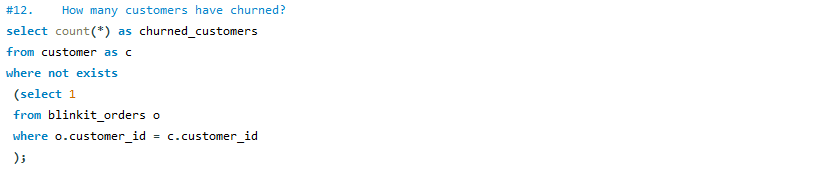 #12.    How many customers have churned?
select count(*) as churned_customers
from customer as c
where not exists
 (select 1
 from blinkit_orders o
 where o.customer_id = c.customer_id
 );